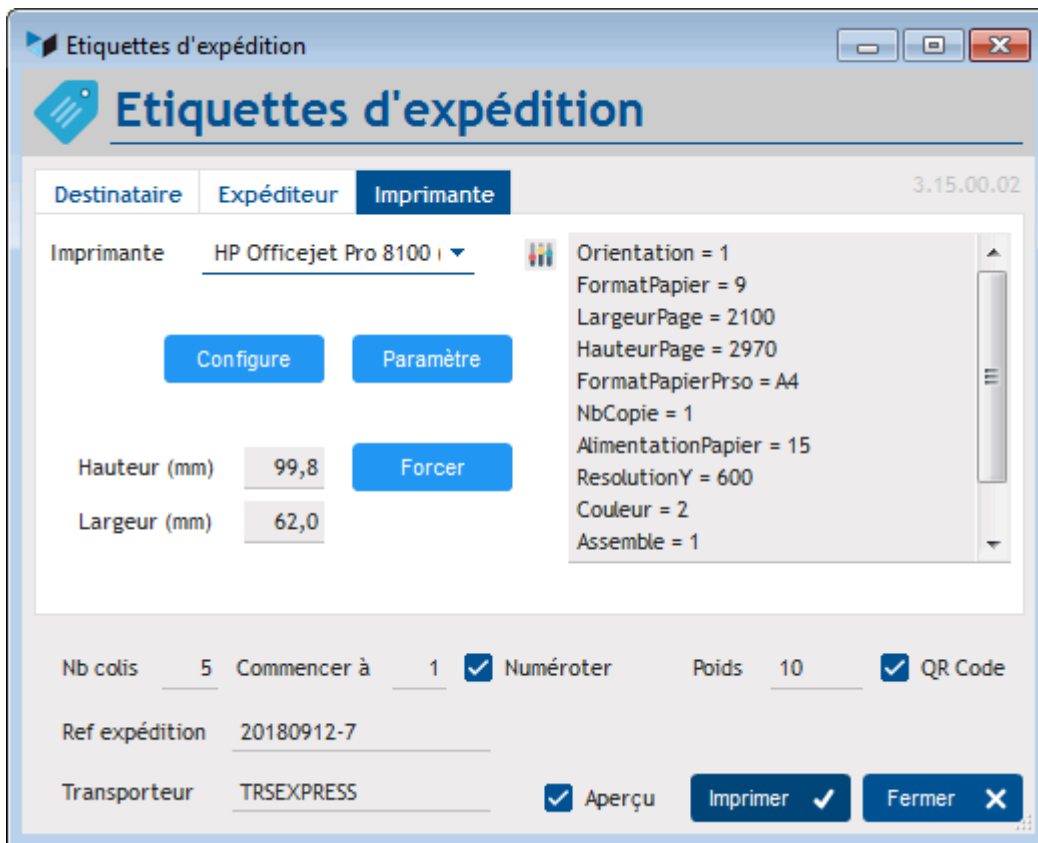 Etiquettes d'expédition
Etiquettes d'expédition
Destinataire Expéditeur Imprimante 3.15.00.02
Imprimante HP Officejet Pro 8100
Orientation = 1
FormatPapier = 9
LargeurPage = 2100
HauteurPage = 2970
FormatPapierPrso = A4
NbCopie = 1
AlimentationPapier = 15
ResolutionY = 600
Couleur = 2
Assemble = 1
Configure Paramètre
Hauteur (mm) 99,8 Forcer
Largeur (mm) 62,0
Nb colis 5 Commencer à 1 Numéroter Poids 10 QR Code
Ref expédition 20180912-7
Transporteur TRSEXPRESS Aperçu Imprimer Fermer